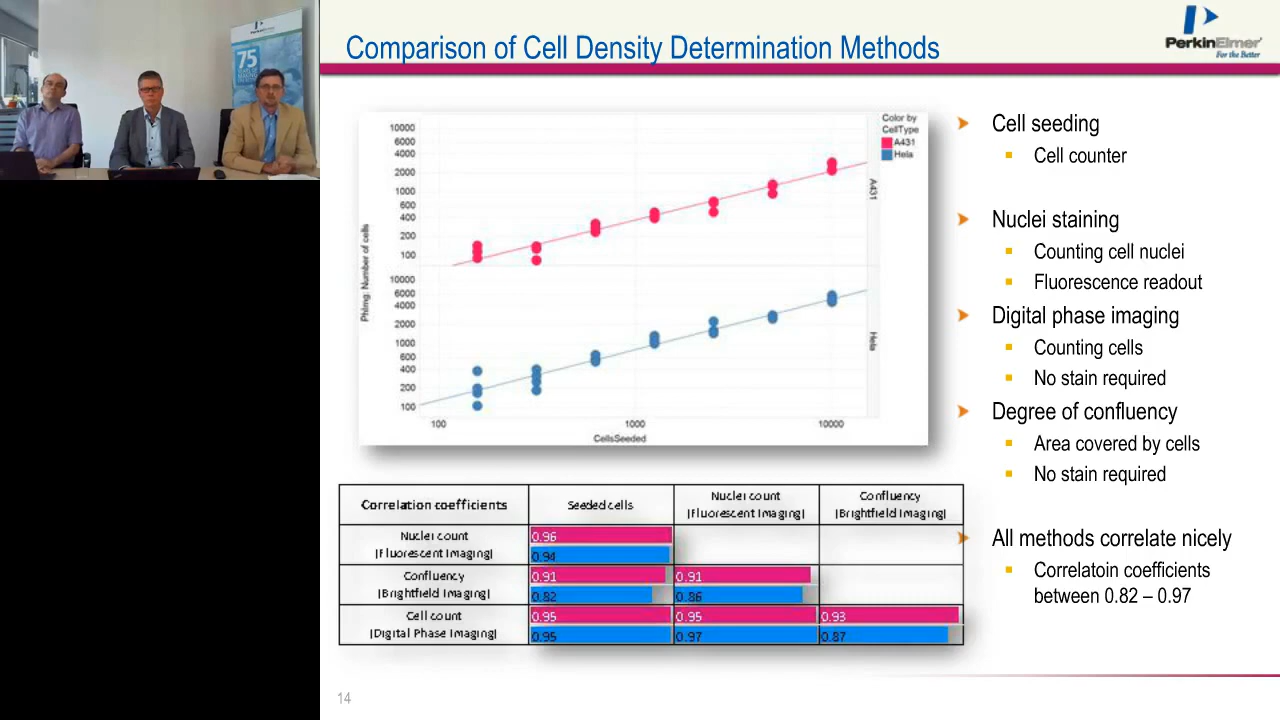 PerkinElmer
75
Comparison of Cell Density Determination Methods
PerkinElmer
For the Better
Color by
CellType
A431
Hela
10000
6000
4000
2000
1000
600
400
200
100
A431
10000
6000
4000
2000
1000
600
400
200
100
Hela
PhImg: Number of cells
100
1000
10000
CellsSeeded
Cell seeding
Cell counter
Nuclei staining
Counting cell nuclei
Fluorescence readout
Digital phase imaging
Counting cells
No stain required
Degree of confluency
Area covered by cells
No stain required
All methods correlate nicely
Correlatoin coefficients
between 0.82 – 0.97
Correlation coefficients
Seeded cells
Nuclei count
(Fluorescent Imaging)
Confluency
(Brightfield Imaging)
Nuclei count
(Fluorescent Imaging)
0.96
0.94
Confluency
(Brightfield Imaging)
0.91
0.91
0.82
0.86
Cell count
(Digital Phase Imaging)
0.95
0.95
0.93
0.95
0.97
0.87
14